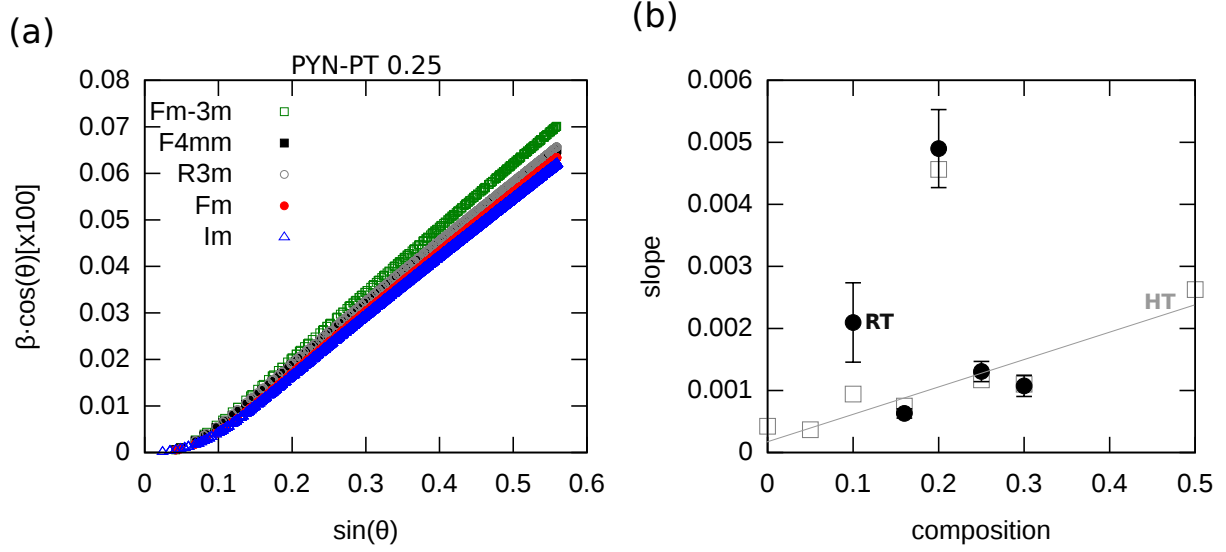 (a)
PYN-PT 0.25
β·cos(θ)[x100]
0.08
0.07
0.06
0.05
0.04
0.03
0.02
0.01
0
Fm-3m
F4mm
R3m
Fm
Im
0 0.1 0.2 0.3 0.4 0.5 0.6
sin(θ)
(b)
slope
0.006
0.005
0.004
0.003
0.002
0.001
0
RT
HT
0 0.1 0.2 0.3 0.4 0.5
composition